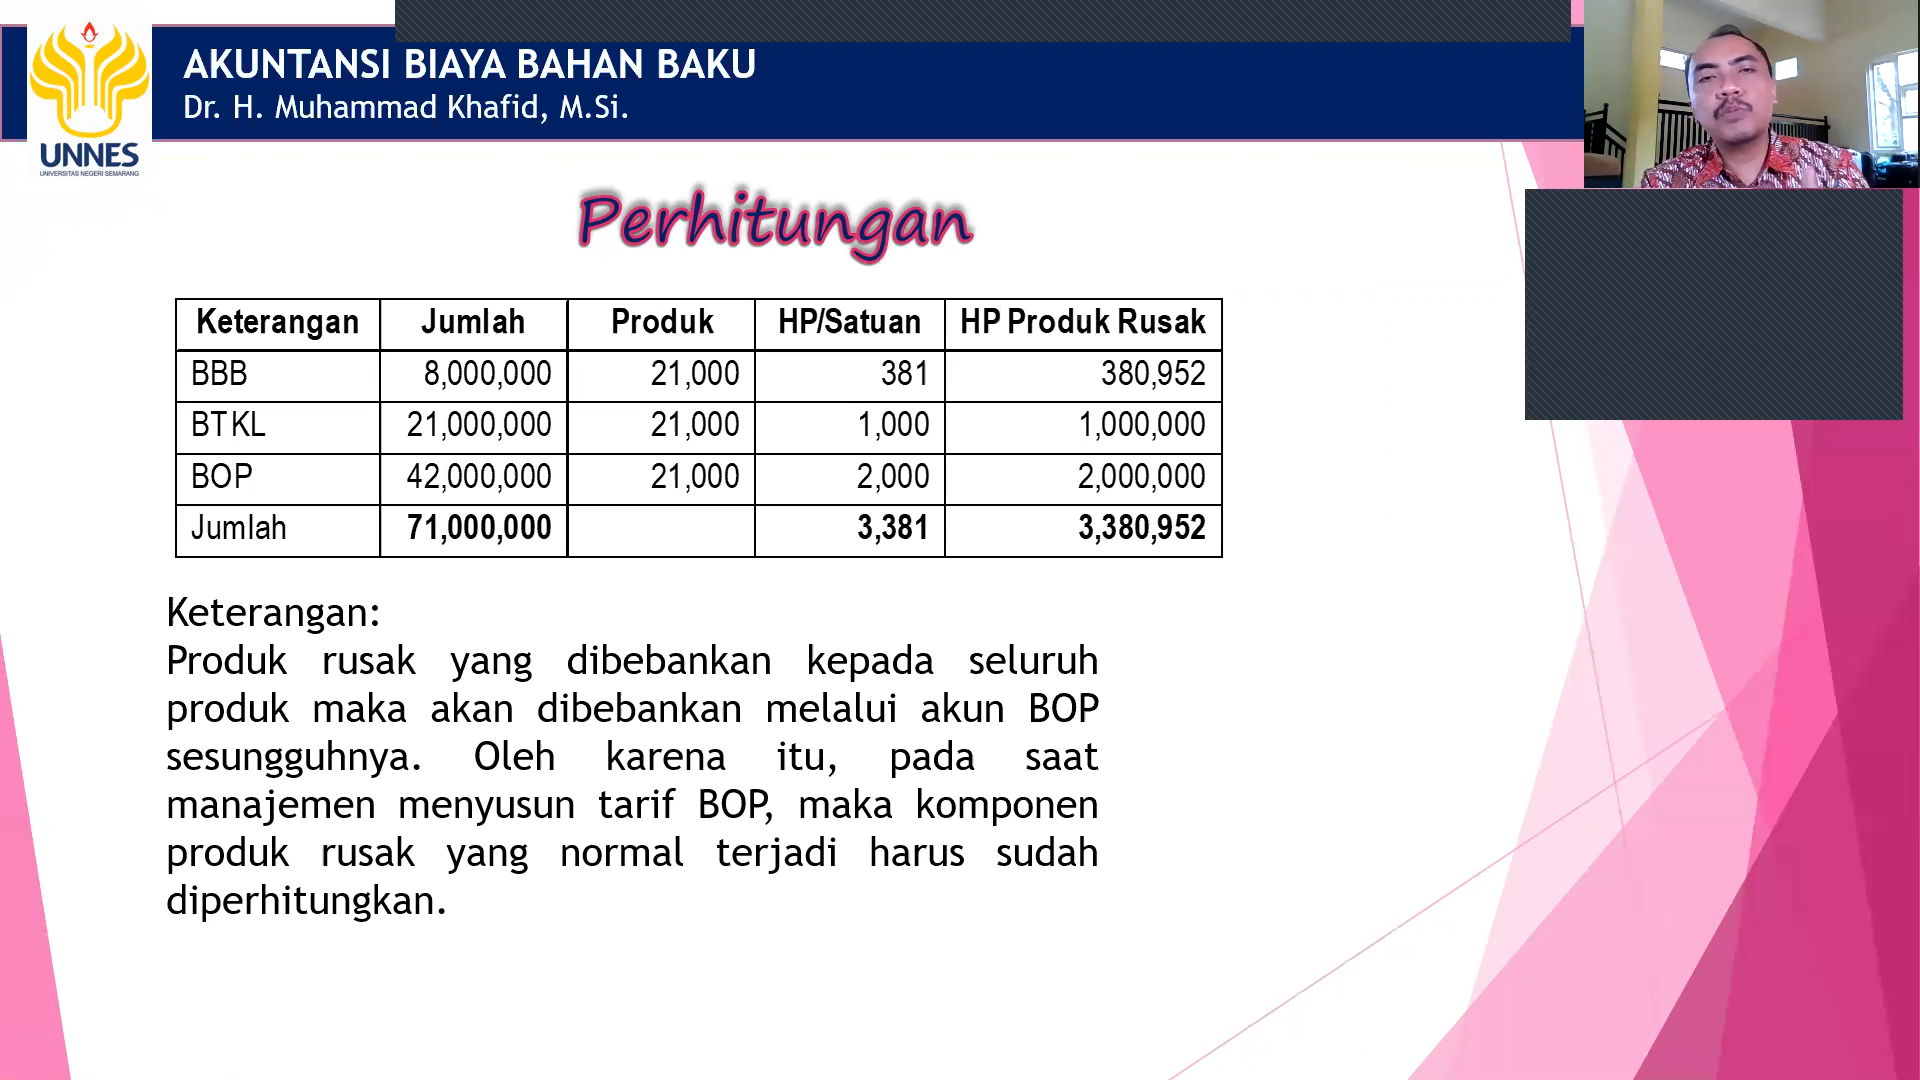 AKUNTANSI BIAYA BAHAN BAKU
Dr. H. Muhammad Khafid, M.Si.
UNNES
UNIVERSITAS NEGERI SEMARANG
Perhitungan
Keterangan Jumlah Produk HP/Satuan HP Produk Rusak
BBB 8,000,000 21,000 381 380,952
BTKL 21,000,000 21,000 1,000 1,000,000
BOP 42,000,000 21,000 2,000 2,000,000
Jumlah 71,000,000 3,381 3,380,952
Keterangan:
Produk rusak yang dibebankan kepada seluruh
produk maka akan dibebankan melalui akun BOP
sesungguhnya. Oleh karena itu, pada saat
manajemen menyusun tarif BOP, maka komponen
produk rusak yang normal terjadi harus sudah
diperhitungkan.